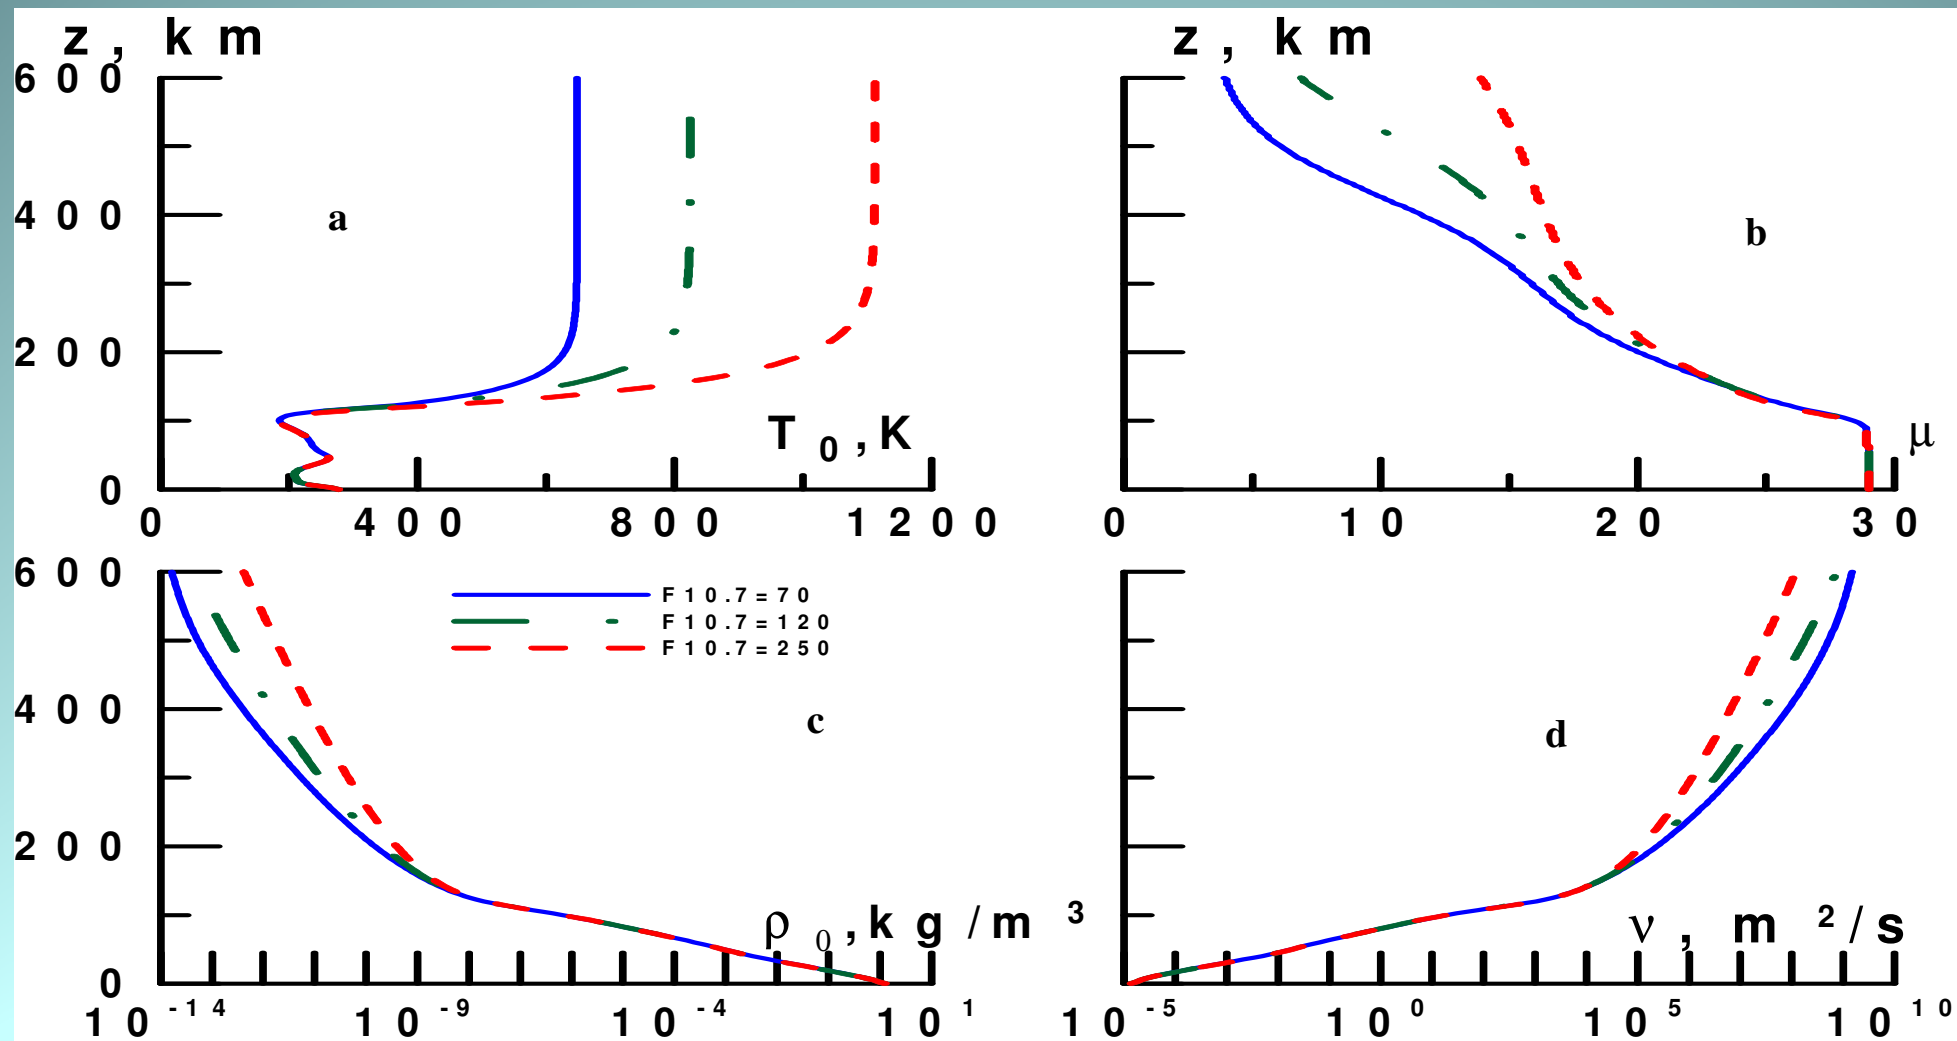 z, km
600
400
200
0
a
T0, K
0 400 800 1200
z, km
b
μ
0 10 20 30
600
400
200
0
F10.7=70
F10.7=120
F10.7=250
c
ρ0, kg/m3
10-14 10-9 10-4 101
d
ν, m2/s
10-5 100 105 1010